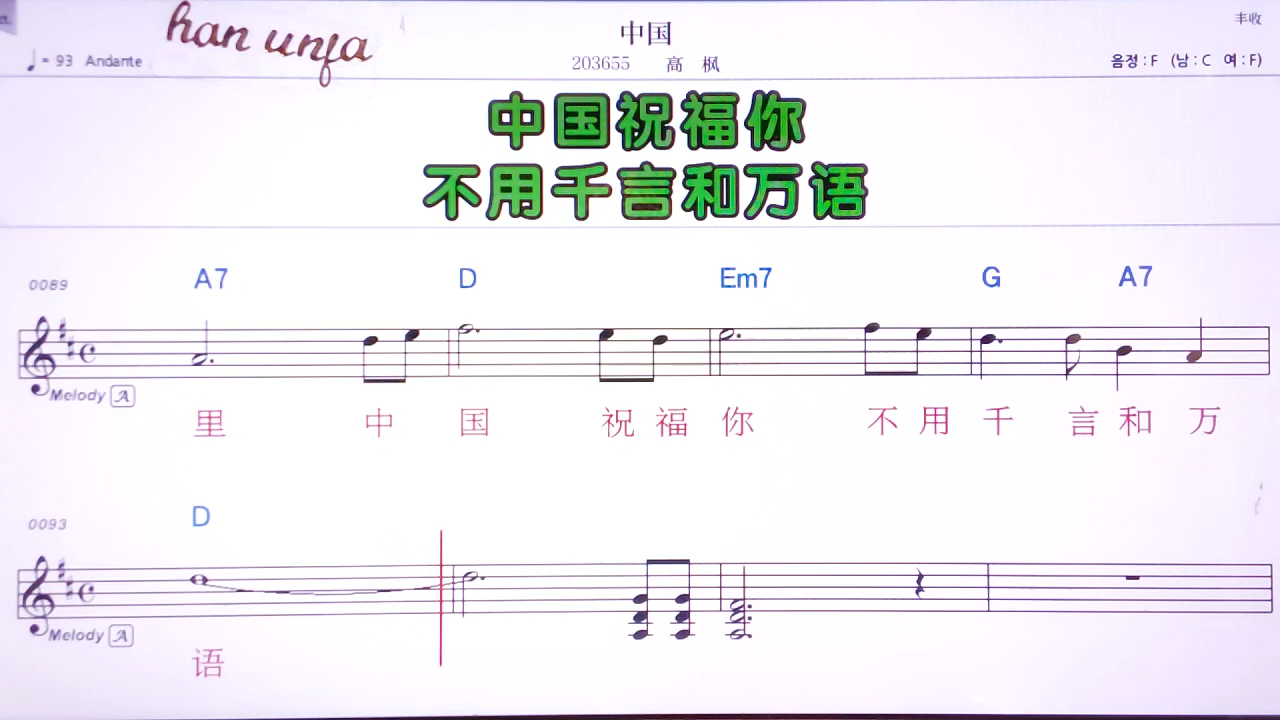 han unfa
中国
丰收
♩= 93 Andante
203655 高 枫
음정 : F (남 : C 여 : F)
中国祝福你
不用千言和万语
0089 A7 D Em7 G A7
Melody A
里 中 国 祝 福 你 不 用 千 言 和 万
0093 D
Melody A
语